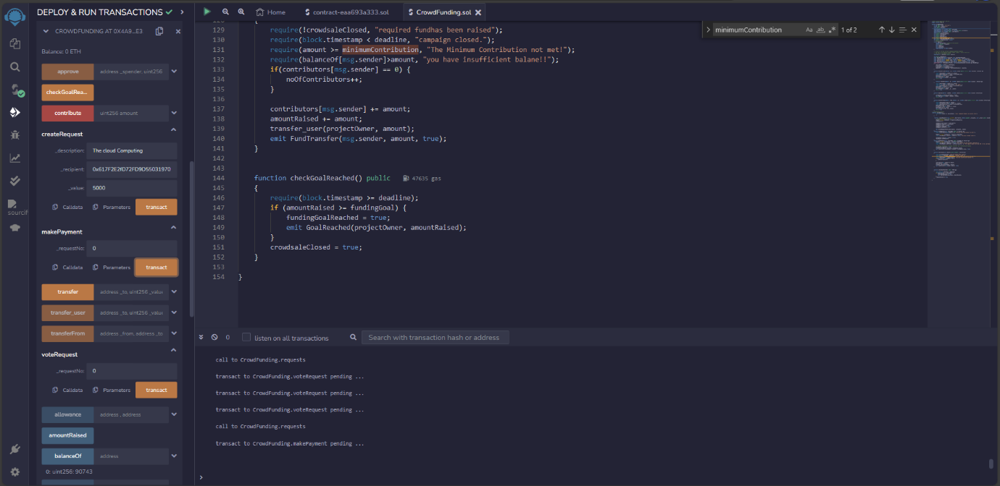 DEPLOY & RUN TRANSACTIONS
CROWDFUNDING AT 0X4A9...E3
Balance: 0 ETH
approve address _spender, uint256
checkGoalRea...
contribute uint256 amount
createRequest
_description: The cloud Computing
_recipient: 0x617F2E2fD72FD9D55031970
_value: 5000
Calldata Parameters transact
makePayment
_requestNo: 0
Calldata Parameters transact
transfer address _to, uint256 _value
transfer_user address _to, uint256 _value
transferFrom address _from, address _to
voteRequest
_requestNo: 0
Calldata Parameters transact
allowance address , address
amountRaised
balanceOf address
0: uint256: 90743
sourcif
Home contract-eaa693a333.sol CrowdFunding.sol
minimumContribution Aa ab .* 1 of 2
128 {
129 require(!crowdsaleClosed, "required fundhas been raised");
130 require(block.timestamp < deadline, "campaign closed.");
131 require(amount >= minimumContribution, "The Minimum Contribution not met!");
132 require(balanceOf[msg.sender]>amount, "you have insufficient balane!!");
133 if(contributors[msg.sender] == 0) {
134 noOfContributors++;
135 }
136
137 contributors[msg.sender] += amount;
138 amountRaised += amount;
139 transfer_user(projectOwner, amount);
140 emit FundTransfer(msg.sender, amount, true);
141 }
142
143
144 function checkGoalReached() public 47635 gas
145 {
146 require(block.timestamp >= deadline);
147 if (amountRaised >= fundingGoal) {
148 fundingGoalReached = true;
149 emit GoalReached(projectOwner, amountRaised);
150 }
151 crowdsaleClosed = true;
152 }
153
154 }
0 listen on all transactions Search with transaction hash or address
call to CrowdFunding.requests
transact to CrowdFunding.voteRequest pending ...
transact to CrowdFunding.voteRequest pending ...
transact to CrowdFunding.voteRequest pending ...
call to CrowdFunding.requests
transact to CrowdFunding.makePayment pending ...
>